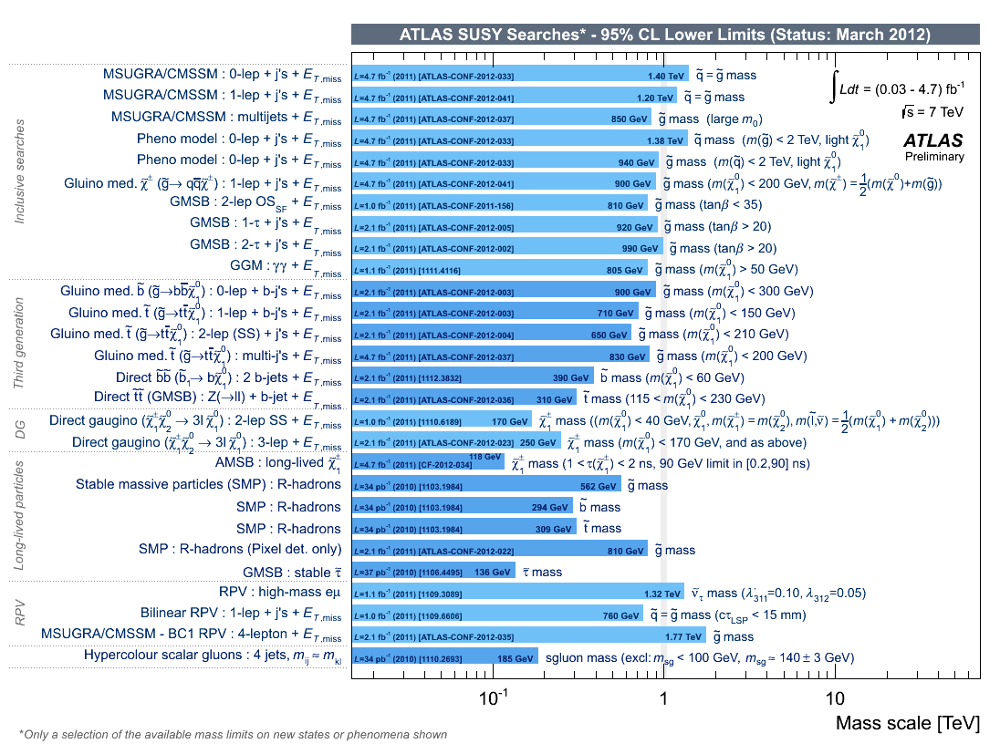 ATLAS SUSY Searches* - 95% CL Lower Limits (Status: March 2012)
∫Ldt = (0.03 - 4.7) fb⁻¹
√s = 7 TeV
ATLAS
Preliminary
Inclusive searches
MSUGRA/CMSSM : 0-lep + j's + E_T,miss L=4.7 fb⁻¹ (2011) [ATLAS-CONF-2012-033] 1.40 TeV q̃ = g̃ mass
MSUGRA/CMSSM : 1-lep + j's + E_T,miss L=4.7 fb⁻¹ (2011) [ATLAS-CONF-2012-041] 1.20 TeV q̃ = g̃ mass
MSUGRA/CMSSM : multijets + E_T,miss L=4.7 fb⁻¹ (2011) [ATLAS-CONF-2012-037] 850 GeV g̃ mass (large m₀)
Pheno model : 0-lep + j's + E_T,miss L=4.7 fb⁻¹ (2011) [ATLAS-CONF-2012-033] 1.38 TeV q̃ mass (m(g̃) < 2 TeV, light χ̃₁⁰)
Pheno model : 0-lep + j's + E_T,miss L=4.7 fb⁻¹ (2011) [ATLAS-CONF-2012-033] 940 GeV g̃ mass (m(q̃) < 2 TeV, light χ̃₁⁰)
Gluino med. χ̃± (g̃→qq̄χ̃±) : 1-lep + j's + E_T,miss L=4.7 fb⁻¹ (2011) [ATLAS-CONF-2012-041] 900 GeV g̃ mass (m(χ̃₁⁰) < 200 GeV, m(χ̃±) = ½(m(χ̃⁰)+m(g̃))
GMSB : 2-lep OS_SF + E_T,miss L=1.0 fb⁻¹ (2011) [ATLAS-CONF-2011-156] 810 GeV g̃ mass (tanβ < 35)
GMSB : 1-τ + j's + E_T,miss L=2.1 fb⁻¹ (2011) [ATLAS-CONF-2012-005] 920 GeV g̃ mass (tanβ > 20)
GMSB : 2-τ + j's + E_T,miss L=2.1 fb⁻¹ (2011) [ATLAS-CONF-2012-002] 990 GeV g̃ mass (tanβ > 20)
GGM : γγ + E_T,miss L=1.1 fb⁻¹ (2011) [1111.4116] 805 GeV g̃ mass (m(χ̃₁⁰) > 50 GeV)
Third generation
Gluino med. b̃ (g̃→bb̄χ̃₁⁰) : 0-lep + b-j's + E_T,miss L=2.1 fb⁻¹ (2011) [ATLAS-CONF-2012-003] 900 GeV g̃ mass (m(χ̃₁⁰) < 300 GeV)
Gluino med. t̃ (g̃→tt̄χ̃₁⁰) : 1-lep + b-j's + E_T,miss L=2.1 fb⁻¹ (2011) [ATLAS-CONF-2012-003] 710 GeV g̃ mass (m(χ̃₁⁰) < 150 GeV)
Gluino med. t̃ (g̃→tt̄χ̃₁⁰) : 2-lep (SS) + j's + E_T,miss L=2.1 fb⁻¹ (2011) [ATLAS-CONF-2012-004] 650 GeV g̃ mass (m(χ̃₁⁰) < 210 GeV)
Gluino med. t̃ (g̃→tt̄χ̃₁⁰) : multi-j's + E_T,miss L=4.7 fb⁻¹ (2011) [ATLAS-CONF-2012-037] 830 GeV g̃ mass (m(χ̃₁⁰) < 200 GeV)
Direct b̃b̃ (b̃₁→ bχ̃₁⁰) : 2 b-jets + E_T,miss L=2.1 fb⁻¹ (2011) [1112.3832] 390 GeV b̃ mass (m(χ̃₁⁰) < 60 GeV)
Direct t̃t̃ (GMSB) : Z(→ll) + b-jet + E_T,miss L=2.1 fb⁻¹ (2011) [ATLAS-CONF-2012-036] 310 GeV t̃ mass (115 < m(χ̃₁⁰) < 230 GeV)
DG
Direct gaugino (χ̃₁±χ̃₂⁰ → 3l χ̃₁⁰) : 2-lep SS + E_T,miss L=1.0 fb⁻¹ (2011) [1110.6189] 170 GeV χ̃₁± mass ((m(χ̃₁⁰) < 40 GeV, χ̃₁⁰, m(χ̃₁±) = m(χ̃₂⁰), m(l̃,ν̃) = ½(m(χ̃₁⁰) + m(χ̃₂⁰)))
Direct gaugino (χ̃₁±χ̃₂⁰ → 3l χ̃₁⁰) : 3-lep + E_T,miss L=2.1 fb⁻¹ (2011) [ATLAS-CONF-2012-023] 250 GeV χ̃₁± mass (m(χ̃₁⁰) < 170 GeV, and as above)
Long-lived particles
AMSB : long-lived χ̃₁± L=4.7 fb⁻¹ (2011) [CF-2012-034] 118 GeV χ̃₁± mass (1 < τ(χ̃₁±) < 2 ns, 90 GeV limit in [0.2,90] ns)
Stable massive particles (SMP) : R-hadrons L=34 pb⁻¹ (2010) [1103.1984] 562 GeV g̃ mass
SMP : R-hadrons L=34 pb⁻¹ (2010) [1103.1984] 294 GeV b̃ mass
SMP : R-hadrons L=34 pb⁻¹ (2010) [1103.1984] 309 GeV t̃ mass
SMP : R-hadrons (Pixel det. only) L=2.1 fb⁻¹ (2011) [ATLAS-CONF-2012-022] 810 GeV g̃ mass
GMSB : stable τ̃ L=37 pb⁻¹ (2010) [1106.4495] 136 GeV τ̃ mass
RPV
RPV : high-mass eμ L=1.1 fb⁻¹ (2011) [1109.3089] 1.32 TeV ν̃_τ mass (λ'₃₁₁=0.10, λ₃₁₂=0.05)
Bilinear RPV : 1-lep + j's + E_T,miss L=1.0 fb⁻¹ (2011) [1109.6606] 760 GeV q̃ = g̃ mass (cτ_LSP < 15 mm)
MSUGRA/CMSSM - BC1 RPV : 4-lepton + E_T,miss L=2.1 fb⁻¹ (2011) [ATLAS-CONF-2012-035] 1.77 TeV g̃ mass
Hypercolour scalar gluons : 4 jets, m_ij ≈ m_kl L=34 pb⁻¹ (2010) [1110.2693] 185 GeV sgluon mass (excl: m_sg < 100 GeV, m_sg ≈ 140 ± 3 GeV)
10⁻¹ 1 10
Mass scale [TeV]
*Only a selection of the available mass limits on new states or phenomena shown